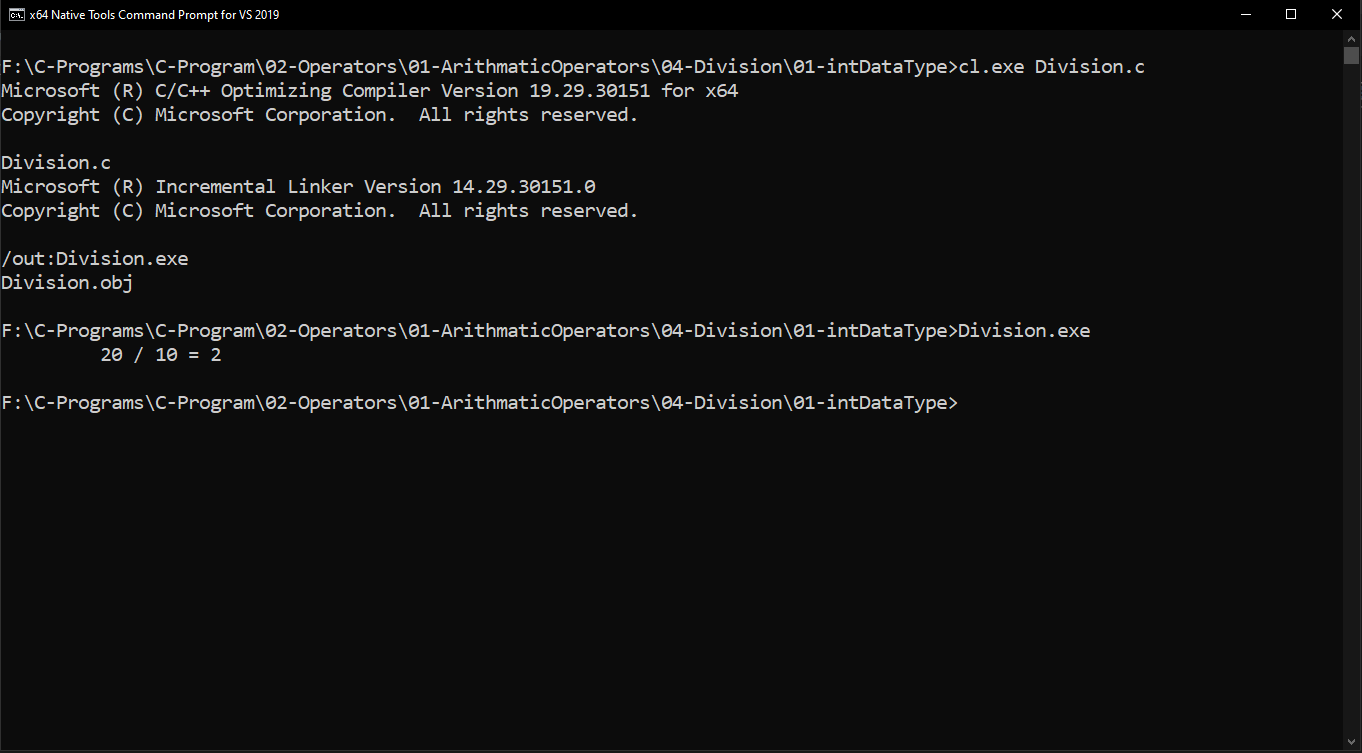 x64 Native Tools Command Prompt for VS 2019
F:\C-Programs\C-Program\02-Operators\01-ArithmaticOperators\04-Division\01-intDataType>cl.exe Division.c
Microsoft (R) C/C++ Optimizing Compiler Version 19.29.30151 for x64
Copyright (C) Microsoft Corporation.  All rights reserved.
Division.c
Microsoft (R) Incremental Linker Version 14.29.30151.0
Copyright (C) Microsoft Corporation.  All rights reserved.
/out:Division.exe
Division.obj
F:\C-Programs\C-Program\02-Operators\01-ArithmaticOperators\04-Division\01-intDataType>Division.exe
20 / 10 = 2
F:\C-Programs\C-Program\02-Operators\01-ArithmaticOperators\04-Division\01-intDataType>